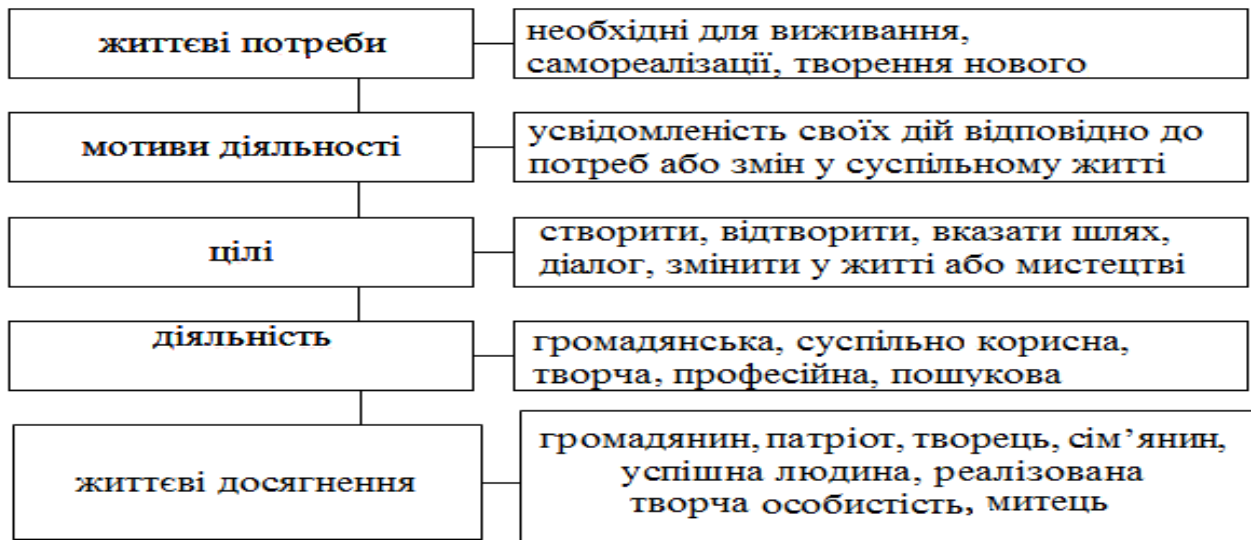 життєві потреби
необхідні для виживання,
самореалізації, творення нового
мотиви діяльності
усвідомленість своїх дій відповідно до
потреб або змін у суспільному житті
цілі
створити, відтворити, вказати шлях,
діалог, змінити у житті або мистецтві
діяльність
громадянська, суспільно корисна,
творча, професійна, пошукова
життєві досягнення
громадянин, патріот, творець, сім’янин,
успішна людина, реалізована
творча особистість, митець